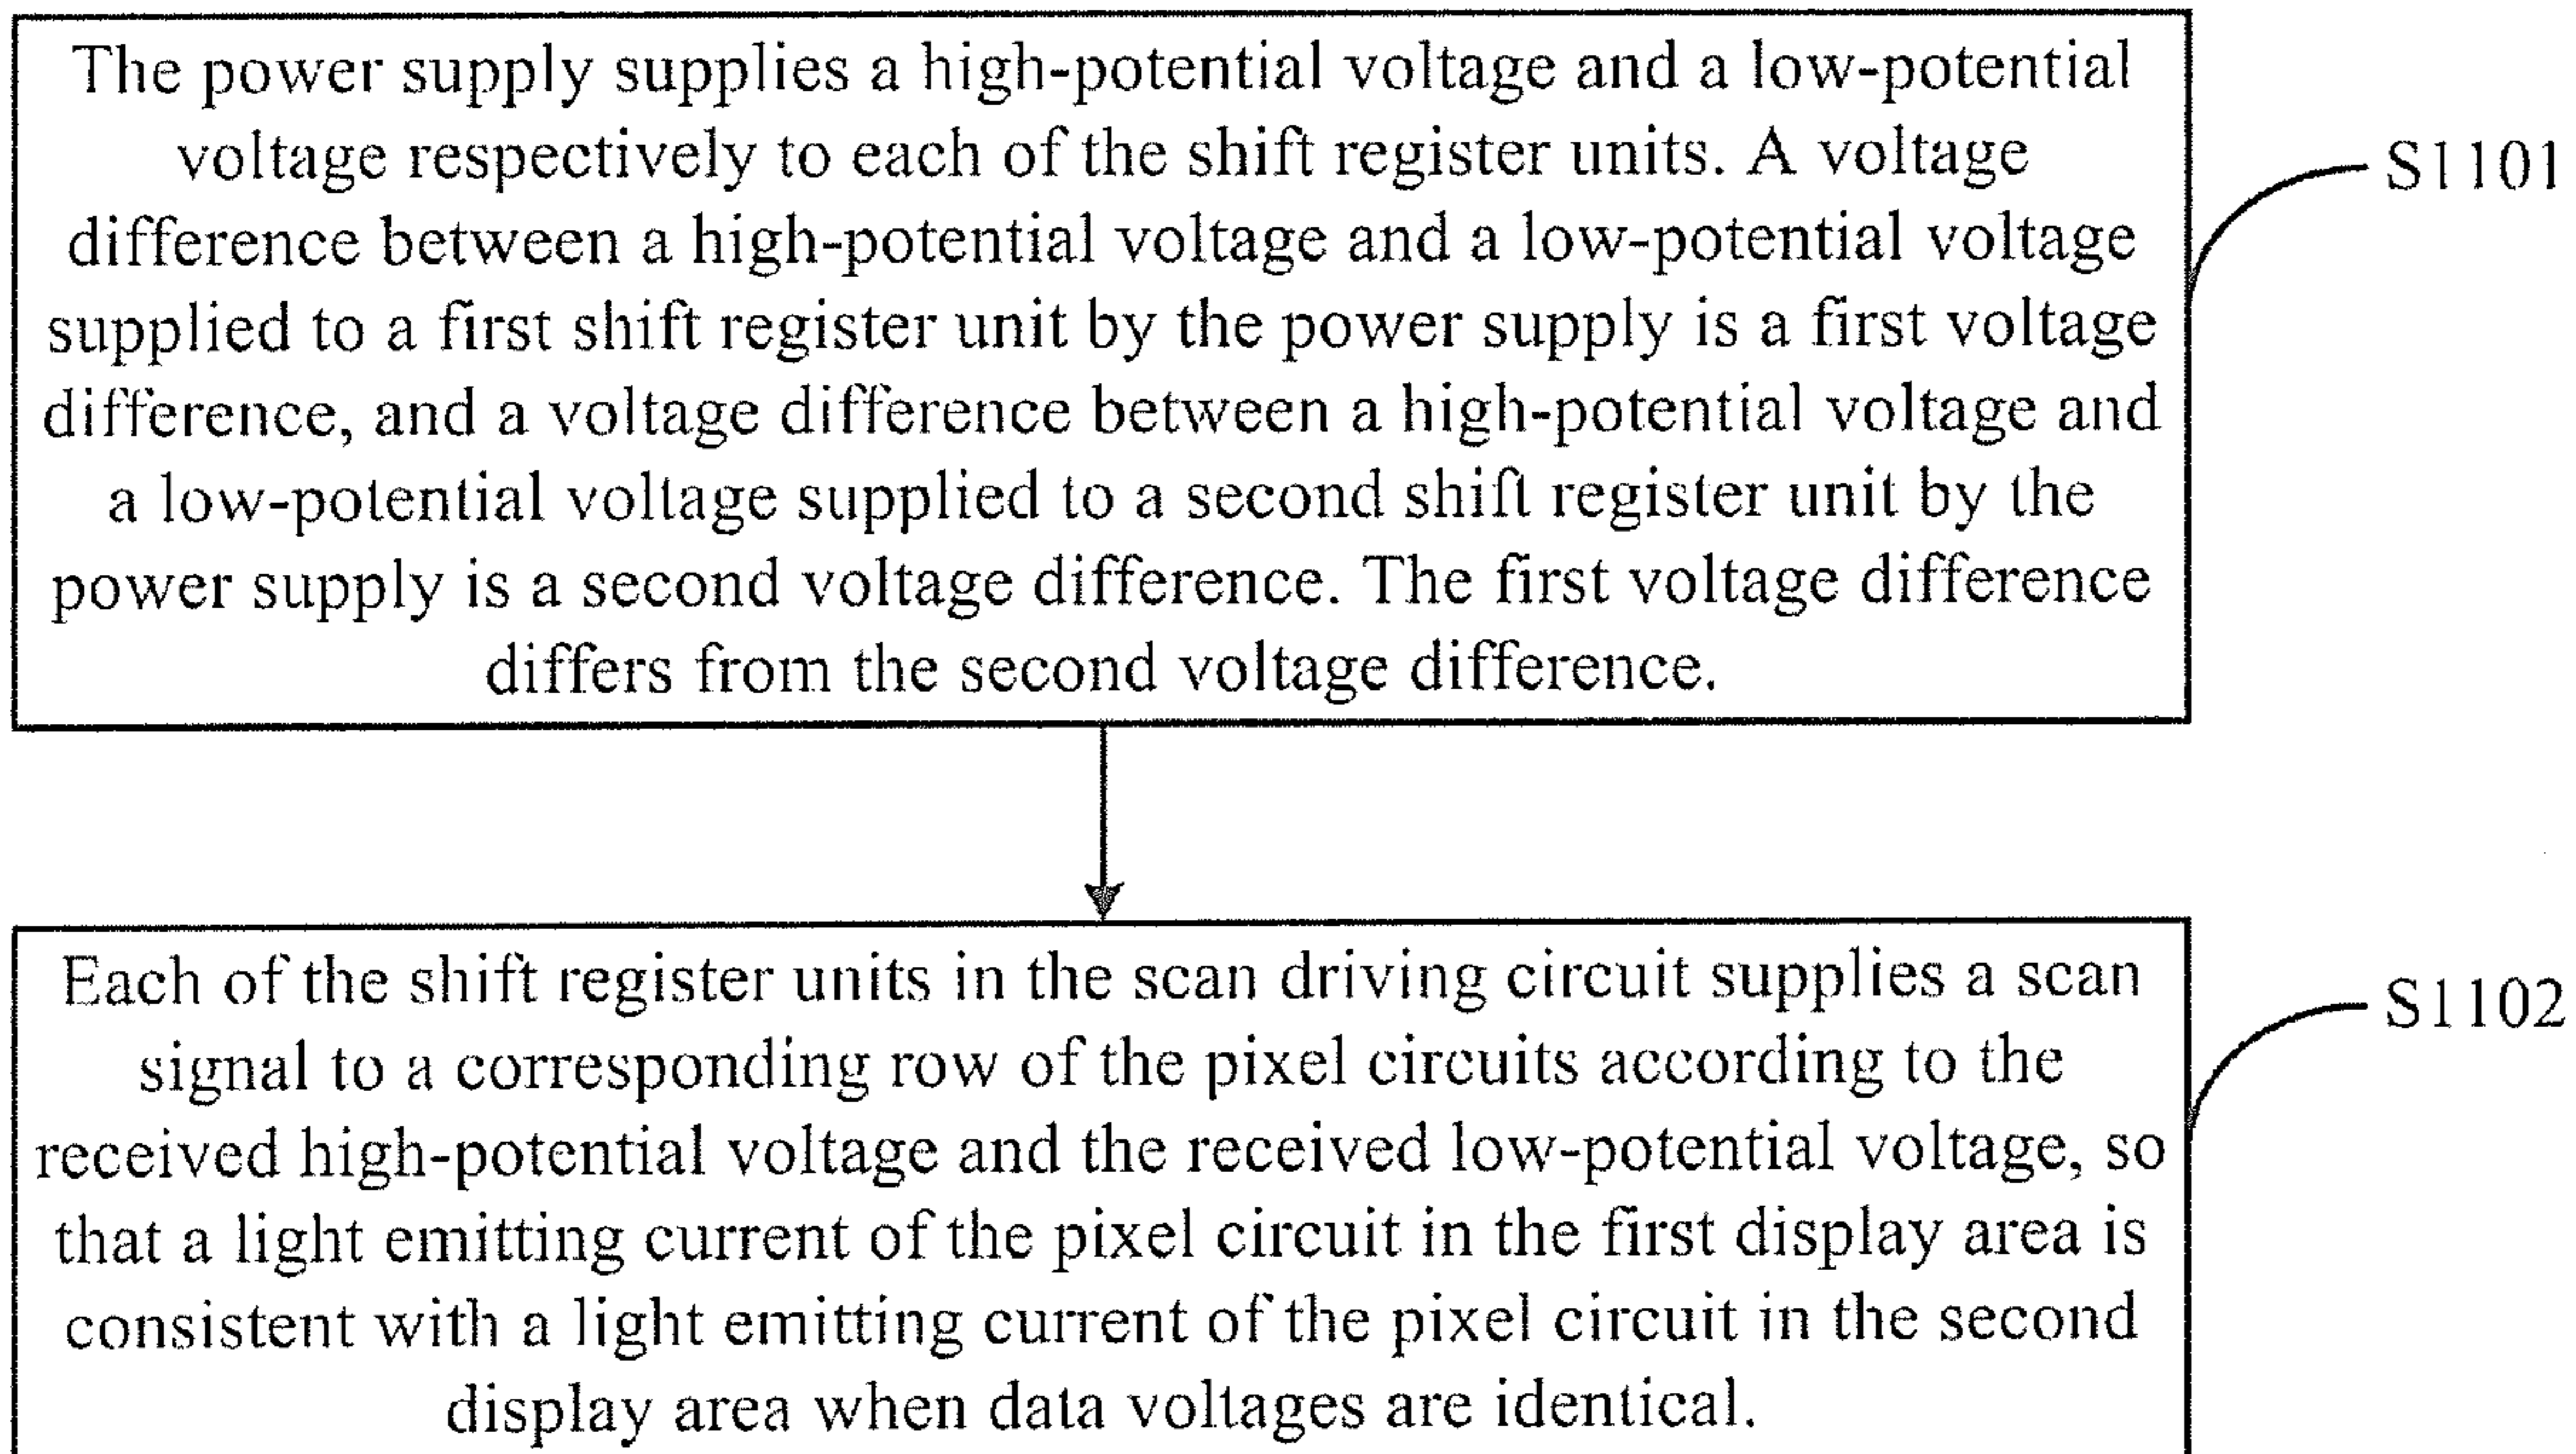 The power supply supplies a high-potential voltage and a low-potential
voltage respectively to each of the shift register units. A voltage
difference between a high-potential voltage and a low-potential voltage
supplied to a first shift register unit by the power supply is a first voltage
difference, and a voltage difference between a high-potential voltage and
a low-potential voltage supplied to a second shift register unit by the
power supply is a second voltage difference. The first voltage difference
differs from the second voltage difference.
S1101
Each of the shift register units in the scan driving circuit supplies a scan
signal to a corresponding row of the pixel circuits according to the
received high-potential voltage and the received low-potential voltage, so
that a light emitting current of the pixel circuit in the first display area is
consistent with a light emitting current of the pixel circuit in the second
display area when data voltages are identical.
S1102